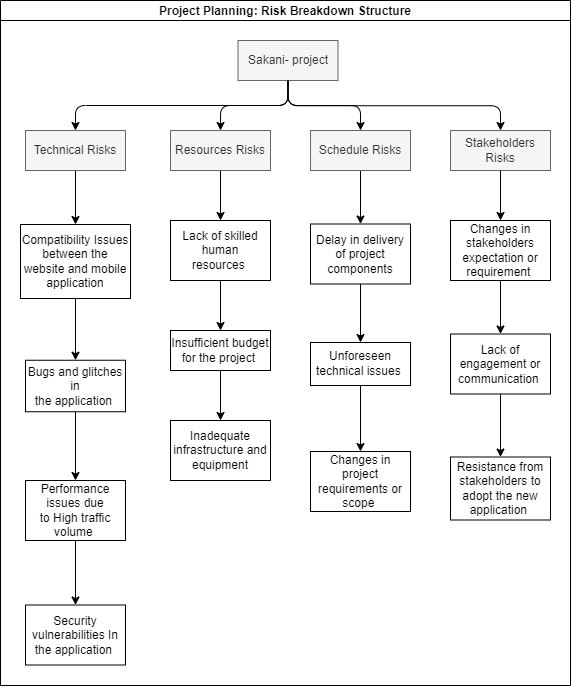 Project Planning: Risk Breakdown Structure
Sakani- project
Technical Risks
Resources Risks
Schedule Risks
Stakeholders
Risks
Compatibility Issues
between the
website and mobile
application
Bugs and glitches
in
the application
Performance
issues due
to High traffic
volume
Security
vulnerabilities In
the application
Lack of skilled
human
resources
Insufficient budget
for the project
Inadequate
infrastructure and
equipment
Delay in delivery
of project
components
Unforeseen
technical issues
Changes in
project
requirements or
scope
Changes in
stakeholders
expectation or
requirement
Lack of
engagement or
communication
Resistance from
stakeholders to
adopt the new
application